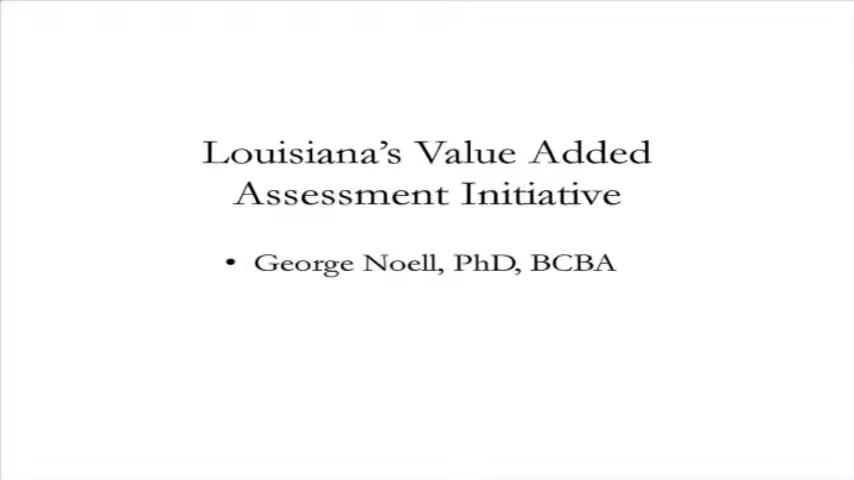 Louisiana’s Value Added
Assessment Initiative
• George Noell, PhD, BCBA